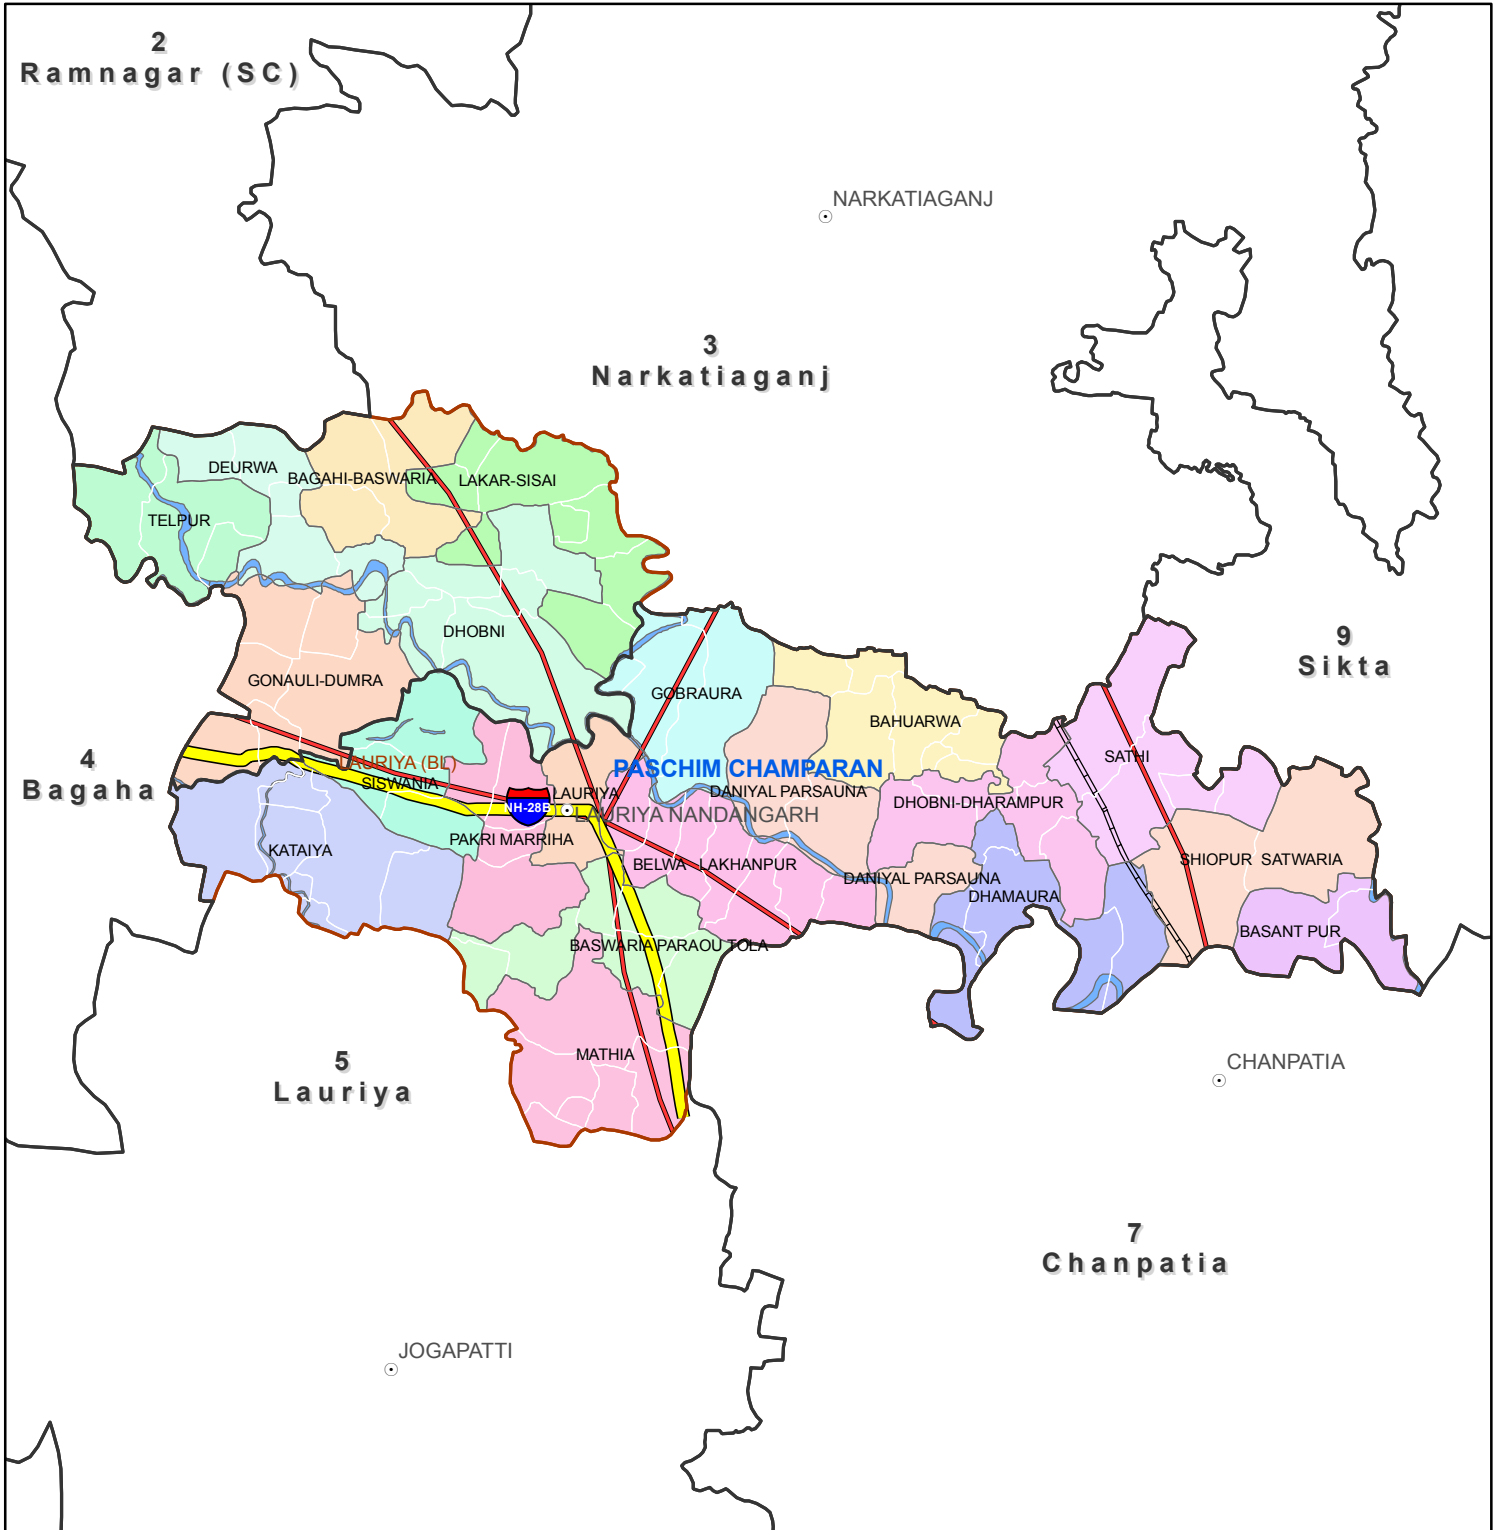 2
Ramnagar (SC)
NARKATIAGANJ
3
Narkatiaganj
DEURWA
BAGAHI-BASWARIA
LAKAR-SISAI
TELPUR
DHOBNI
9
Sikta
GONAULI-DUMRA
GOBRAURA
BAHUARWA
SATHI
4
Bagaha
LAURIYA (BL)
PASCHIM CHAMPARAN
SISWANIA
LAURIYA
DANIYAL PARSAUNA
DHOBNI-DHARAMPUR
NH-28B
LAURIYA NANDANGARH
PAKRI MARRIHA
KATAIYA
BELWA LAKHANPUR
SHIOPUR SATWARIA
DANIYAL PARSAUNA
DHAMAURA
BASWARIA PARAOU TOLA
BASANT PUR
MATHIA
5
Lauriya
CHANPATIA
7
Chanpatia
JOGAPATTI